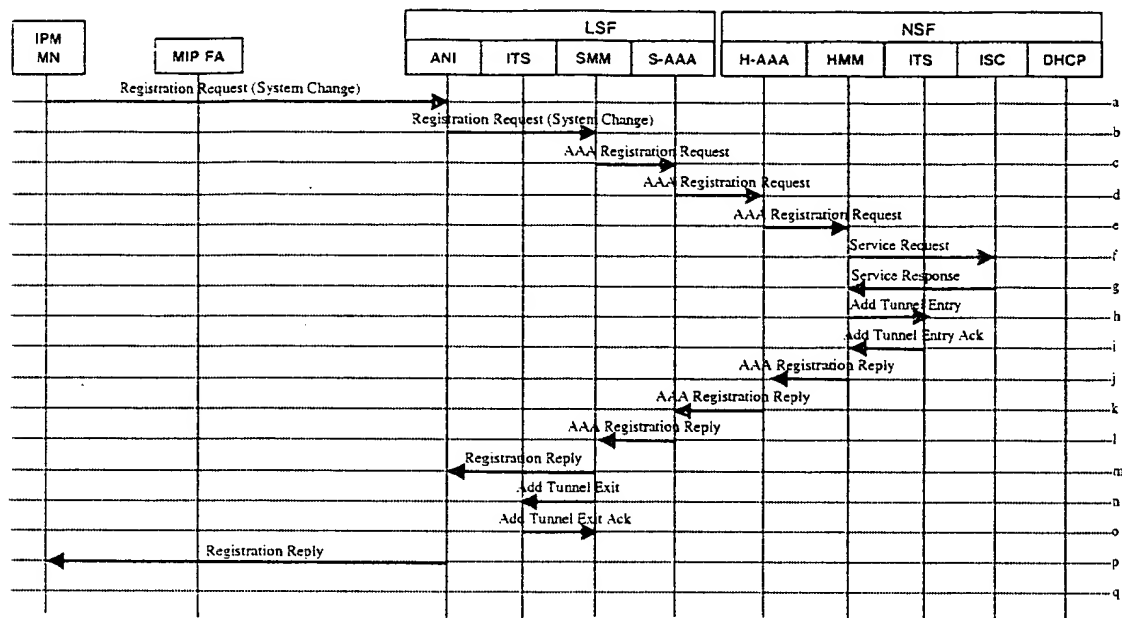 LSF
NSF
IPM
MN
MIP FA
ANI
ITS
SMM
S-AAA
H-AAA
HMM
ITS
ISC
DHCP
Registration Request (System Change)
a
Registration Request (System Change)
b
AAA Registration Request
c
AAA Registration Request
d
AAA Registration Request
e
Service Request
f
Service Response
g
Add Tunnel Entry
h
Add Tunnel Entry Ack
i
AAA Registration Reply
j
AAA Registration Reply
k
AAA Registration Reply
l
Registration Reply
m
Add Tunnel Exit
n
Add Tunnel Exit Ack
o
Registration Reply
p
q